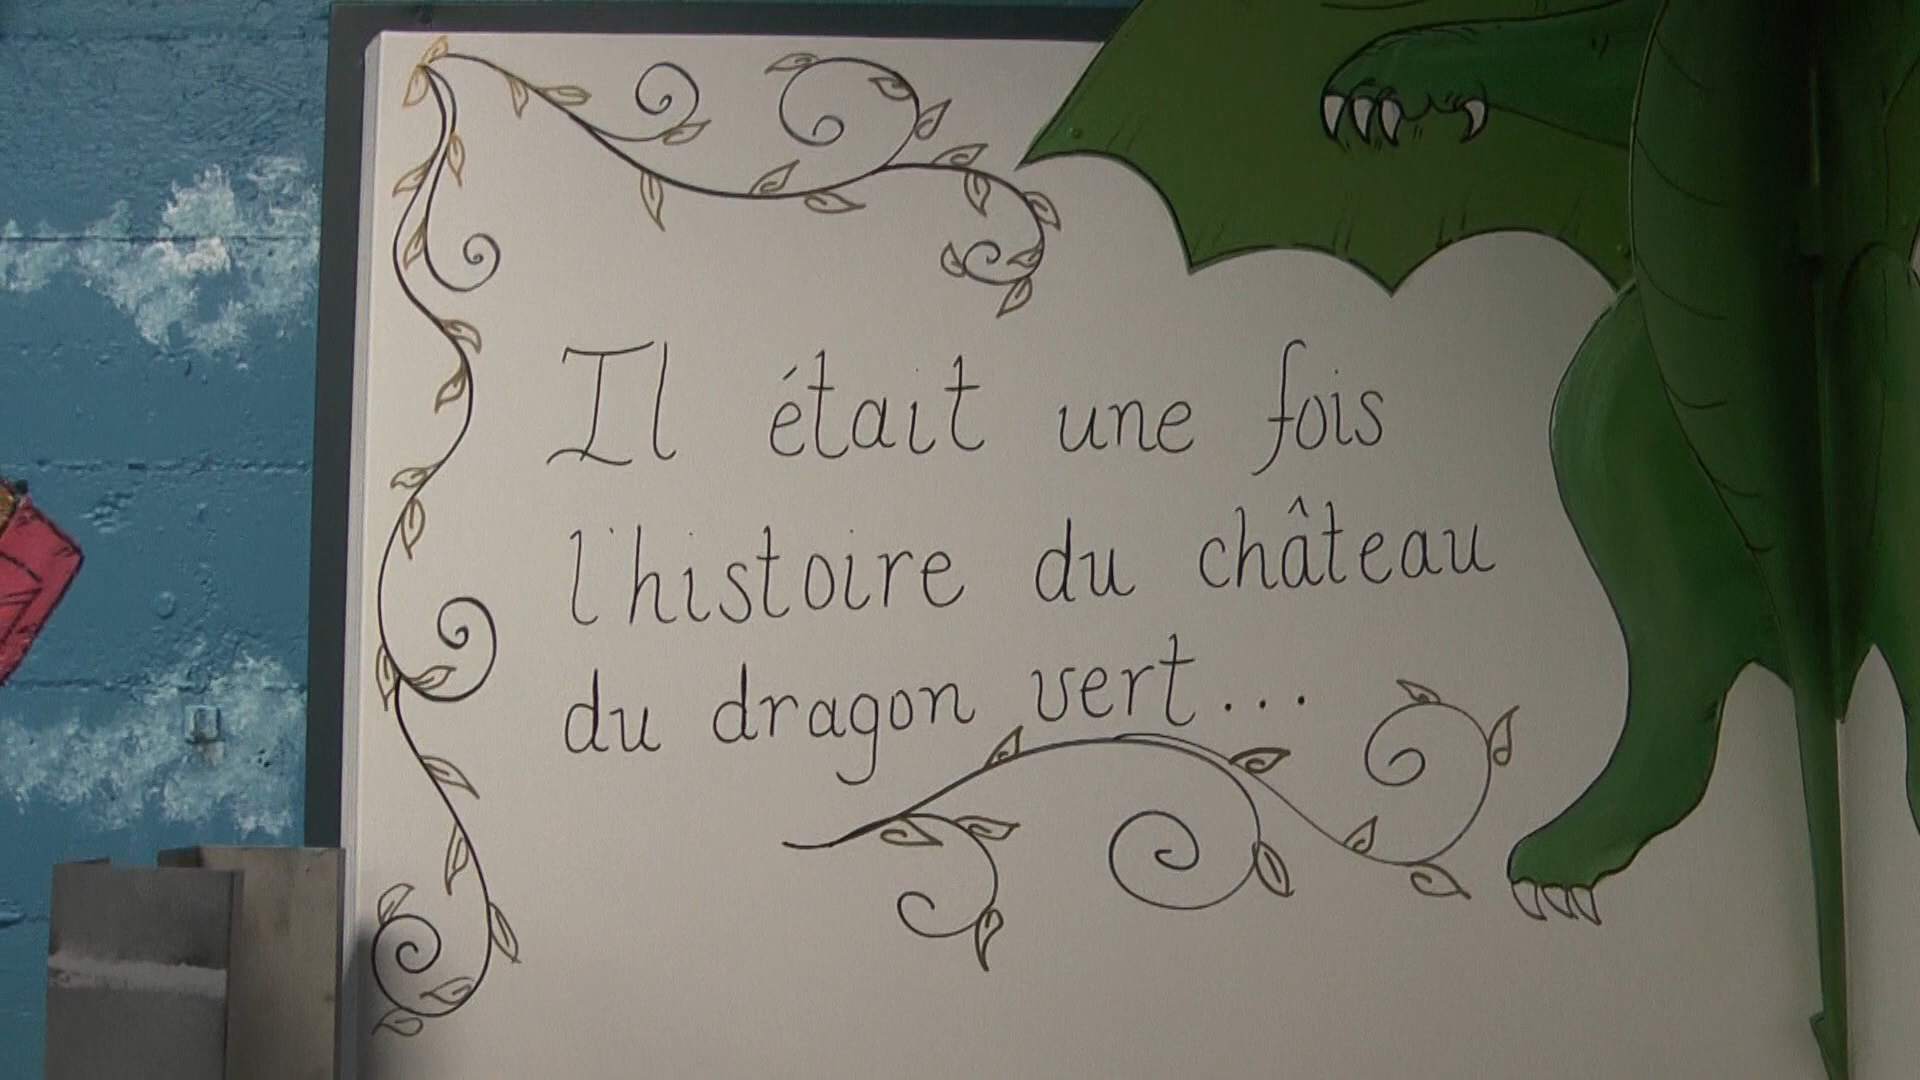 Il était une fois
l'histoire du château
du dragon vert...